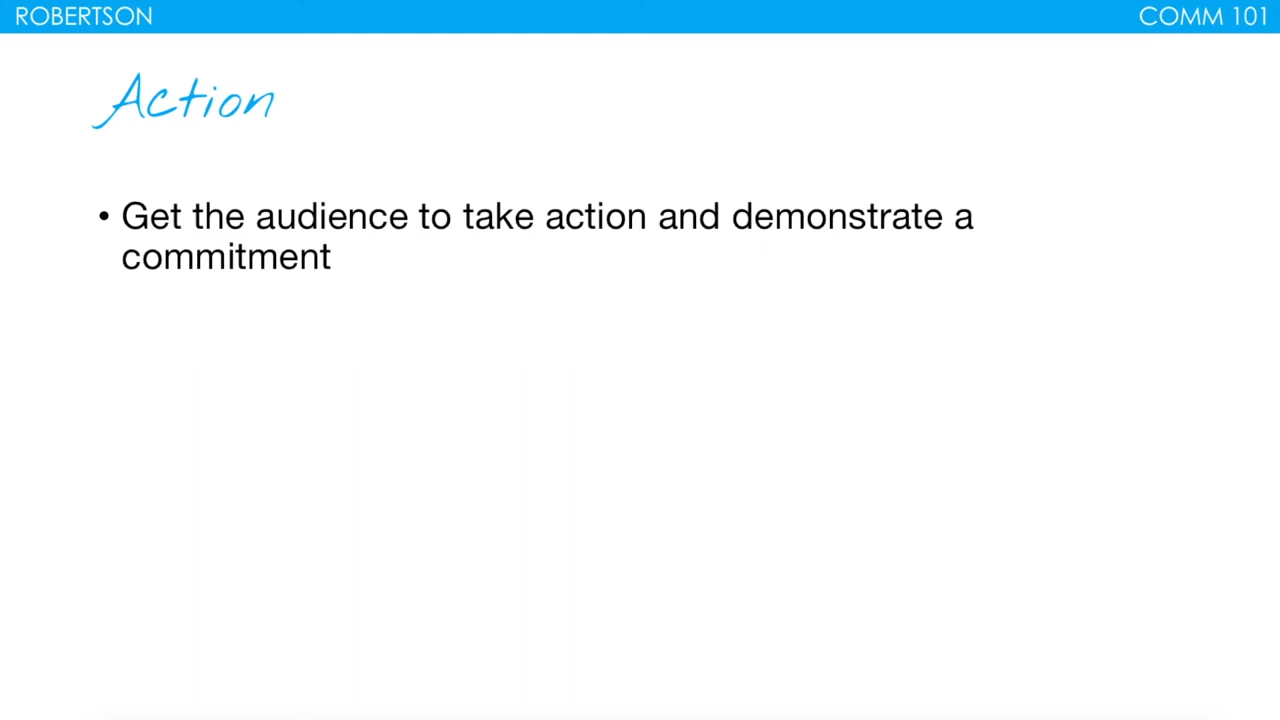 ROBERTSON COMM 101
Action
• Get the audience to take action and demonstrate a
commitment